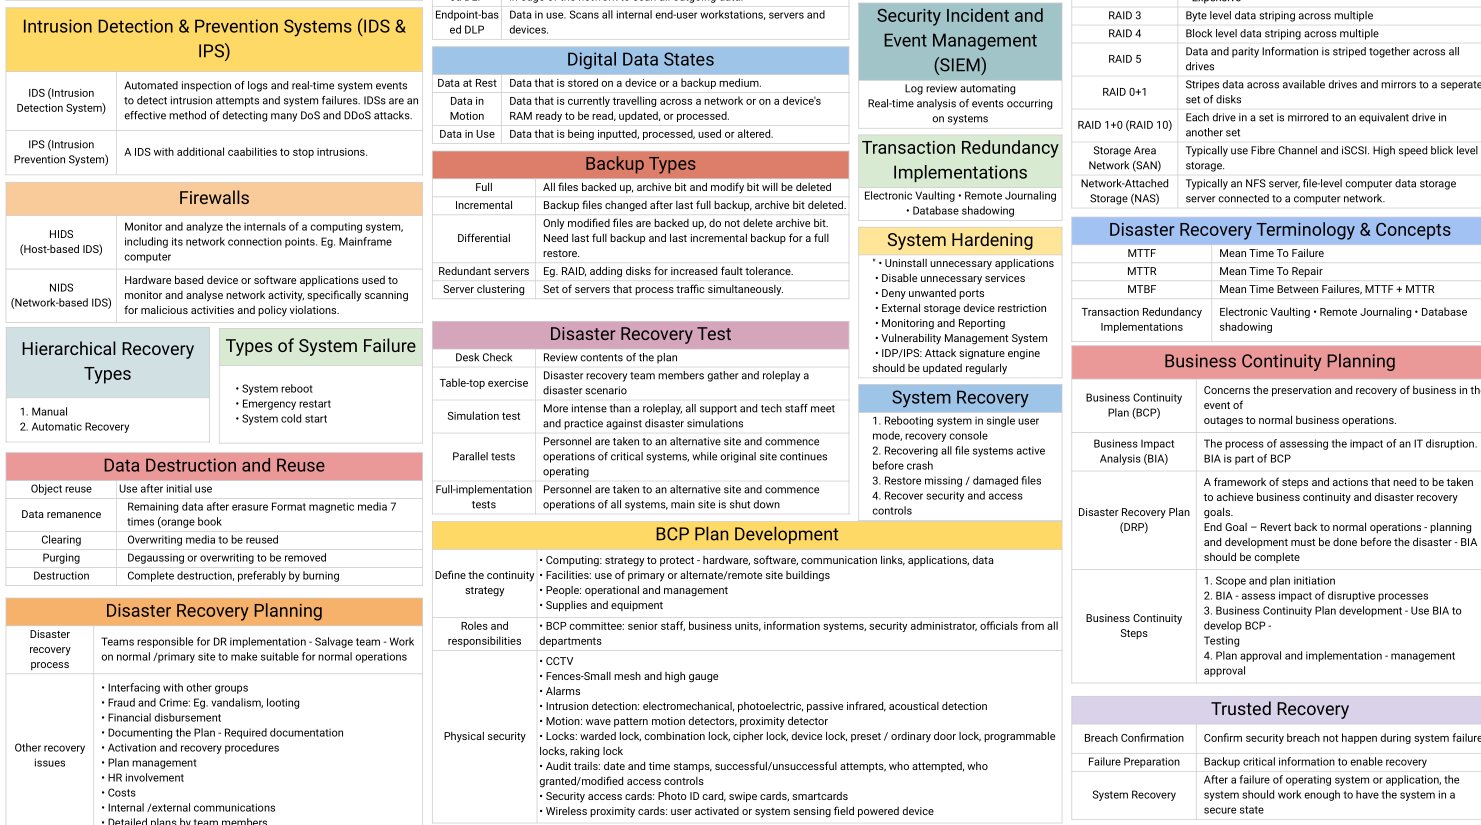 Intrusion Detection & Prevention Systems (IDS &
IPS)
IDS (Intrusion
Detection System)
Automated inspection of logs and real-time system events
to detect intrusion attempts and system failures. IDSs are an
effective method of detecting many DoS and DDoS attacks.
IPS (Intrusion
Prevention System)
A IDS with additional caabilities to stop intrusions.
Firewalls
HIDS
(Host-based IDS)
Monitor and analyze the internals of a computing system,
including its network connection points. Eg. Mainframe
computer
NIDS
(Network-based IDS)
Hardware based device or software applications used to
monitor and analyse network activity, specifically scanning
for malicious activities and policy violations.
Hierarchical Recovery
Types
1. Manual
2. Automatic Recovery
Types of System Failure
• System reboot
• Emergency restart
• System cold start
Data Destruction and Reuse
Object reuse
Use after initial use
Data remanence
Remaining data after erasure Format magnetic media 7
times (orange book
Clearing
Overwriting media to be reused
Purging
Degaussing or overwriting to be removed
Destruction
Complete destruction, preferably by burning
Disaster Recovery Planning
Disaster
recovery
process
Teams responsible for DR implementation - Salvage team - Work
on normal /primary site to make suitable for normal operations
Other recovery
issues
• Interfacing with other groups
• Fraud and Crime: Eg. vandalism, looting
• Financial disbursement
• Documenting the Plan - Required documentation
• Activation and recovery procedures
• Plan management
• HR involvement
• Costs
• Internal /external communications
• Detailed plans by team members
Endpoint-bas
ed DLP
Data in use. Scans all internal end-user workstations, servers and
devices.
Digital Data States
Data at Rest
Data that is stored on a device or a backup medium.
Data in
Motion
Data that is currently travelling across a network or on a device's
RAM ready to be read, updated, or processed.
Data in Use
Data that is being inputted, processed, used or altered.
Backup Types
Full
All files backed up, archive bit and modify bit will be deleted
Incremental
Backup files changed after last full backup, archive bit deleted.
Differential
Only modified files are backed up, do not delete archive bit.
Need last full backup and last incremental backup for a full
restore.
Redundant servers
Eg. RAID, adding disks for increased fault tolerance.
Server clustering
Set of servers that process traffic simultaneously.
Disaster Recovery Test
Desk Check
Review contents of the plan
Table-top exercise
Disaster recovery team members gather and roleplay a
disaster scenario
Simulation test
More intense than a roleplay, all support and tech staff meet
and practice against disaster simulations
Parallel tests
Personnel are taken to an alternative site and commence
operations of critical systems, while original site continues
operating
Full-implementation
tests
Personnel are taken to an alternative site and commence
operations of all systems, main site is shut down
BCP Plan Development
Define the continuity
strategy
• Computing: strategy to protect - hardware, software, communication links, applications, data
• Facilities: use of primary or alternate/remote site buildings
• People: operational and management
• Supplies and equipment
Roles and
responsibilities
• BCP committee: senior staff, business units, information systems, security administrator, officials from all
departments
Physical security
• CCTV
• Fences-Small mesh and high gauge
• Alarms
• Intrusion detection: electromechanical, photoelectric, passive infrared, acoustical detection
• Motion: wave pattern motion detectors, proximity detector
• Locks: warded lock, combination lock, cipher lock, device lock, preset / ordinary door lock, programmable
locks, raking lock
• Audit trails: date and time stamps, successful/unsuccessful attempts, who attempted, who
granted/modified access controls
• Security access cards: Photo ID card, swipe cards, smartcards
• Wireless proximity cards: user activated or system sensing field powered device
Security Incident and
Event Management
(SIEM)
Log review automating
Real-time analysis of events occurring
on systems
Transaction Redundancy
Implementations
Electronic Vaulting • Remote Journaling
• Database shadowing
System Hardening
• Uninstall unnecessary applications
• Disable unnecessary services
• Deny unwanted ports
• External storage device restriction
• Monitoring and Reporting
• Vulnerability Management System
• IDP/IPS: Attack signature engine
should be updated regularly
System Recovery
1. Rebooting system in single user
mode, recovery console
2. Recovering all file systems active
before crash
3. Restore missing / damaged files
4. Recover security and access
controls
RAID 3
Byte level data striping across multiple
RAID 4
Block level data striping across multiple
RAID 5
Data and parity Information is striped together across all
drives
RAID 0+1
Stripes data across available drives and mirrors to a seperate
set of disks
RAID 1+0 (RAID 10)
Each drive in a set is mirrored to an equivalent drive in
another set
Storage Area
Network (SAN)
Typically use Fibre Channel and iSCSI. High speed blick level
storage.
Network-Attached
Storage (NAS)
Typically an NFS server, file-level computer data storage
server connected to a computer network.
Disaster Recovery Terminology & Concepts
MTTF
Mean Time To Failure
MTTR
Mean Time To Repair
MTBF
Mean Time Between Failures, MTTF + MTTR
Transaction Redundancy
Implementations
Electronic Vaulting • Remote Journaling • Database
shadowing
Business Continuity Planning
Business Continuity
Plan (BCP)
Concerns the preservation and recovery of business in the
event of
outages to normal business operations.
Business Impact
Analysis (BIA)
The process of assessing the impact of an IT disruption.
BIA is part of BCP
Disaster Recovery Plan
(DRP)
A framework of steps and actions that need to be taken
to achieve business continuity and disaster recovery
goals.
End Goal – Revert back to normal operations - planning
and development must be done before the disaster - BIA
should be complete
Business Continuity
Steps
1. Scope and plan initiation
2. BIA - assess impact of disruptive processes
3. Business Continuity Plan development - Use BIA to
develop BCP -
Testing
4. Plan approval and implementation - management
approval
Trusted Recovery
Breach Confirmation
Confirm security breach not happen during system failure
Failure Preparation
Backup critical information to enable recovery
System Recovery
After a failure of operating system or application, the
system should work enough to have the system in a
secure state